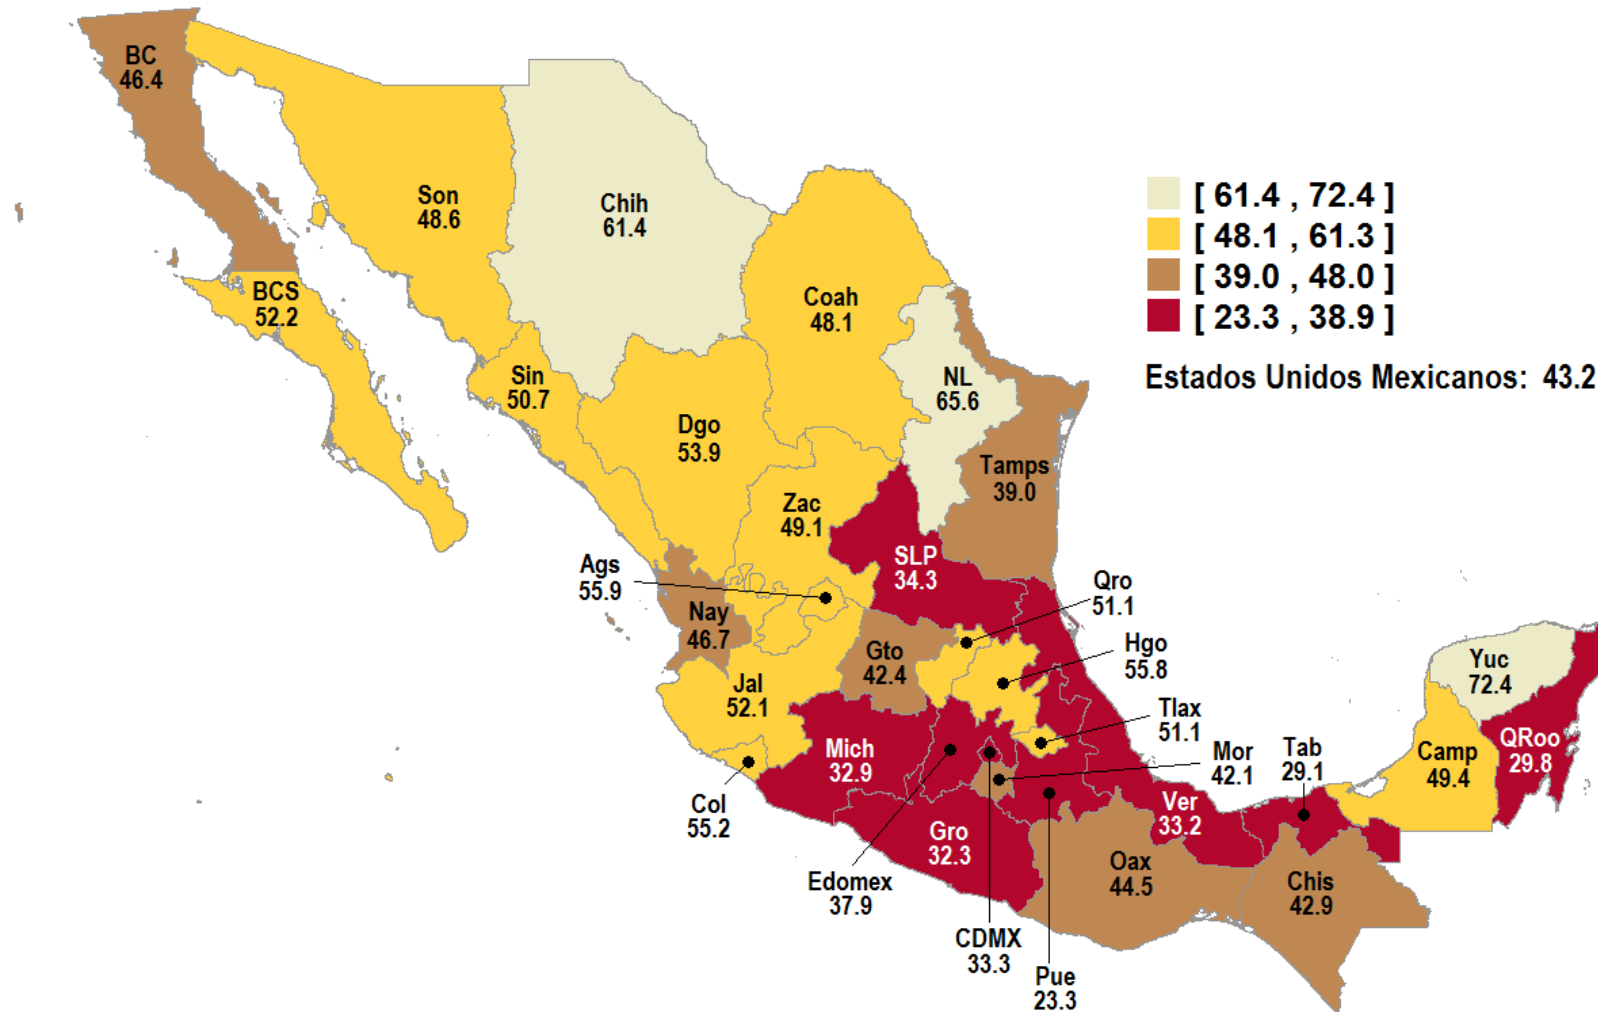 BC
46.4
Son
48.6
Chih
61.4
[ 61.4 , 72.4 ]
[ 48.1 , 61.3 ]
[ 39.0 , 48.0 ]
[ 23.3 , 38.9 ]
Estados Unidos Mexicanos: 43.2
BCS
52.2
Coah
48.1
Sin
50.7
NL
65.6
Dgo
53.9
Tamps
39.0
Zac
49.1
SLP
34.3
Ags
55.9
Qro
51.1
Nay
46.7
Gto
42.4
Hgo
55.8
Yuc
72.4
Jal
52.1
Tlax
51.1
Mich
32.9
Mor
42.1
Tab
29.1
Camp
49.4
QRoo
29.8
Col
55.2
Ver
33.2
Gro
32.3
Oax
44.5
Edomex
37.9
Chis
42.9
CDMX
33.3
Pue
23.3